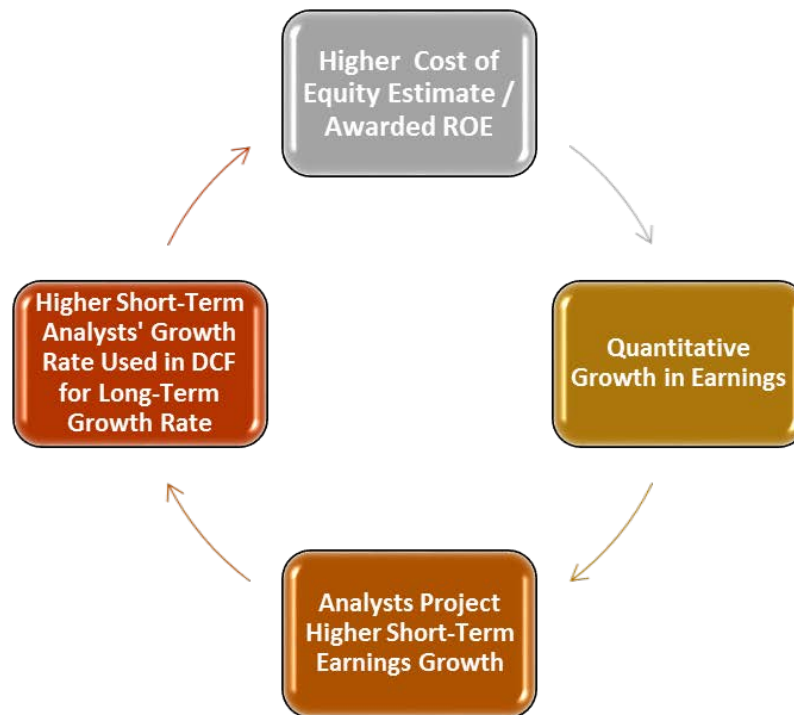 Higher Cost of
Equity Estimate /
Awarded ROE
Quantitative
Growth in Earnings
Analysts Project
Higher Short-Term
Earnings Growth
Higher Short-Term
Analysts' Growth
Rate Used in DCF
for Long-Term
Growth Rate